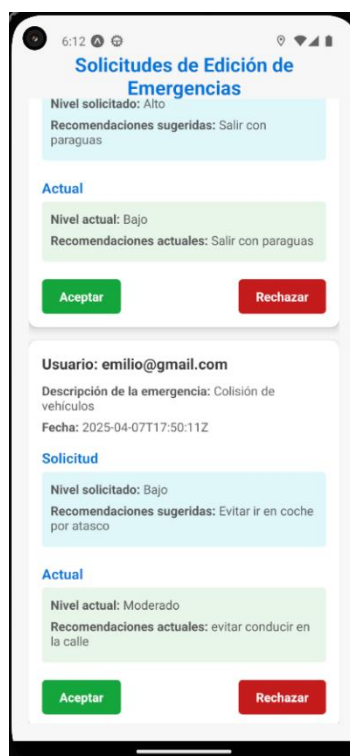 6:12
Solicitudes de Edición de
Emergencias
Nivel solicitado: Alto
Recomendaciones sugeridas: Salir con
paraguas
Actual
Nivel actual: Bajo
Recomendaciones actuales: Salir con paraguas
Aceptar
Rechazar
Usuario: emilio@gmail.com
Descripción de la emergencia: Colisión de
vehículos
Fecha: 2025-04-07T17:50:11Z
Solicitud
Nivel solicitado: Bajo
Recomendaciones sugeridas: Evitar ir en coche
por atasco
Actual
Nivel actual: Moderado
Recomendaciones actuales: evitar conducir en
la calle
Aceptar
Rechazar